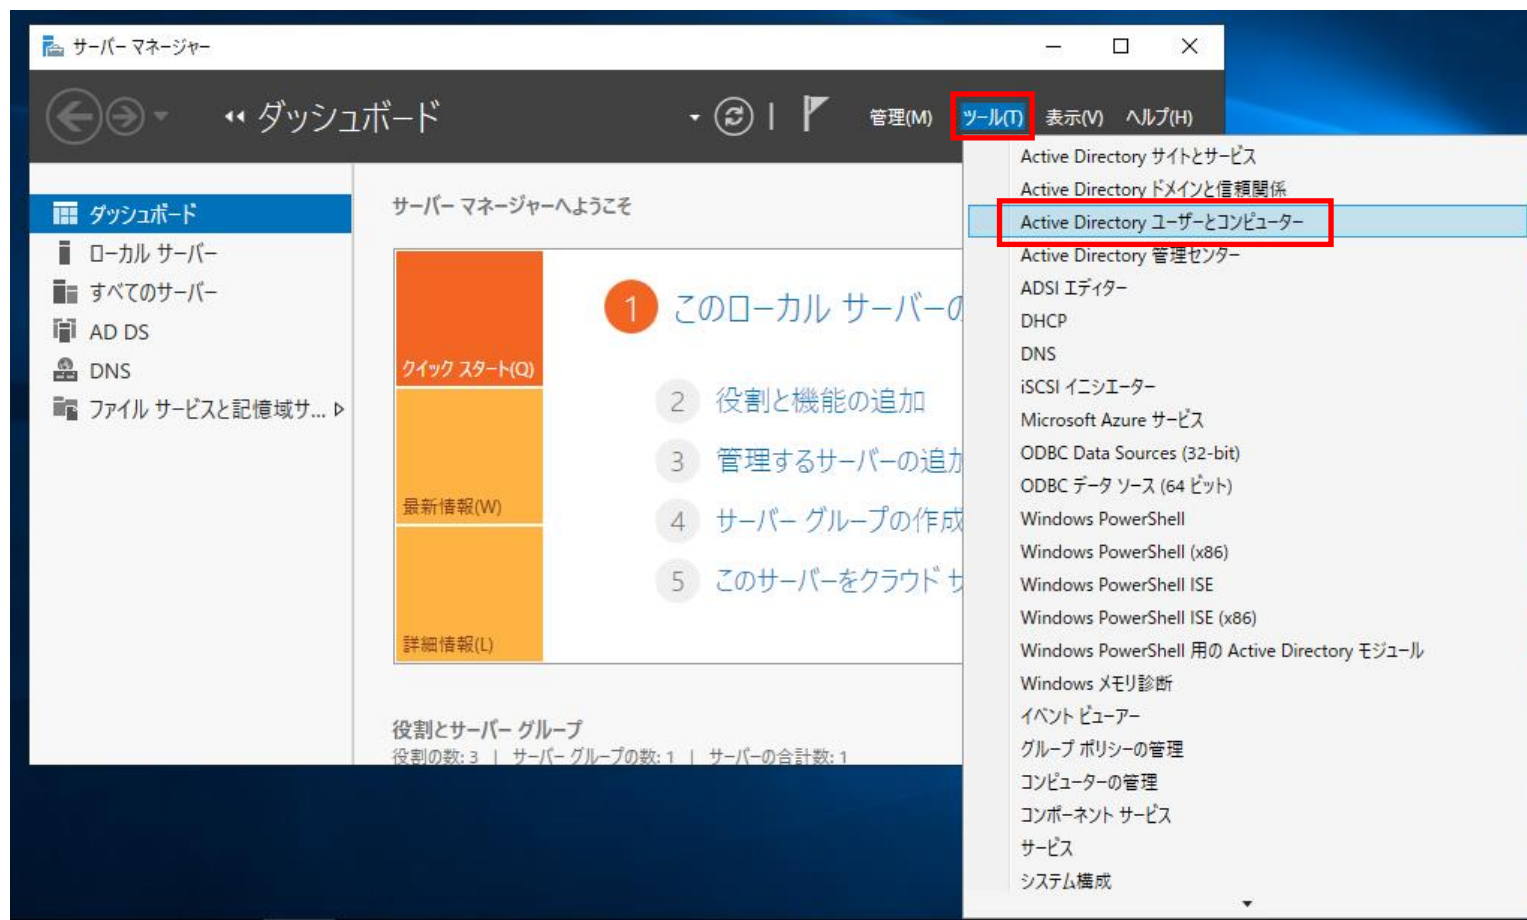 サーバー マネージャー
ダッシュボード
管理(M) ツール(T) 表示(V) ヘルプ(H)
ダッシュボード
ローカル サーバー
すべてのサーバー
AD DS
DNS
ファイル サービスと記憶域サ...
サーバー マネージャーへようこそ
クイック スタート(Q)
最新情報(W)
詳細情報(L)
1 このローカル サーバーの
2 役割と機能の追加
3 管理するサーバーの追加
4 サーバー グループの作成
5 このサーバーをクラウド サ
役割とサーバー グループ
役割の数: 3 | サーバー グループの数: 1 | サーバーの合計数: 1
Active Directory サイトとサービス
Active Directory ドメインと信頼関係
Active Directory ユーザーとコンピューター
Active Directory 管理センター
ADSI エディター
DHCP
DNS
iSCSI イニシエーター
Microsoft Azure サービス
ODBC Data Sources (32-bit)
ODBC データ ソース (64 ビット)
Windows PowerShell
Windows PowerShell (x86)
Windows PowerShell ISE
Windows PowerShell ISE (x86)
Windows PowerShell 用の Active Directory モジュール
Windows メモリ診断
イベント ビューアー
グループ ポリシーの管理
コンピューターの管理
コンポーネント サービス
サービス
システム構成